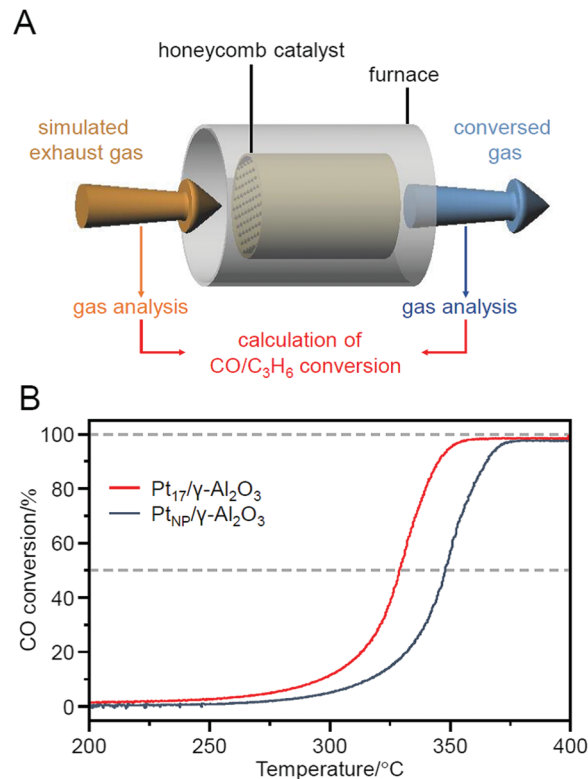 A
honeycomb catalyst
furnace
simulated
exhaust gas
conversed
gas
gas analysis
gas analysis
calculation of
CO/C₃H₆ conversion
B
100
80
60
40
20
0
CO conversion/%
Pt₁₇/γ-Al₂O₃
Pt_NP/γ-Al₂O₃
200
250
300
350
400
Temperature/°C